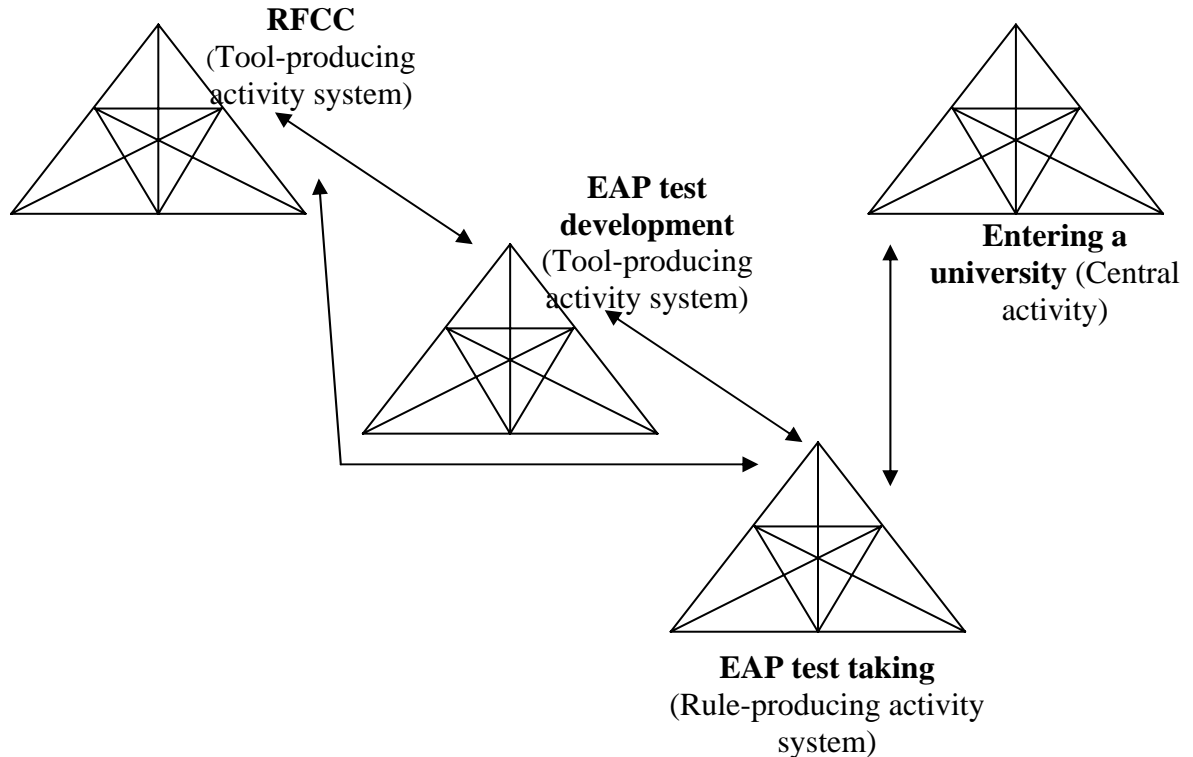 RFCC
(Tool-producing
activity system)
EAP test
development
(Tool-producing
activity system)
Entering a
university (Central
activity)
EAP test taking
(Rule-producing activity
system)